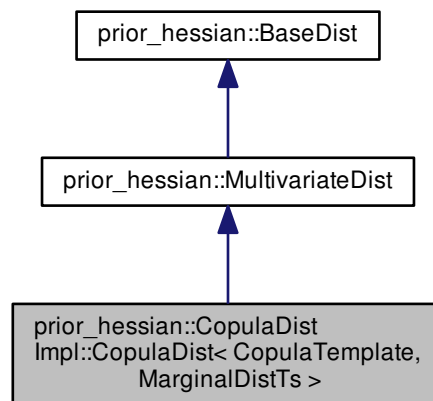 prior_hessian::BaseDist
prior_hessian::MultivariateDist
prior_hessian::CopulaDist
Impl::CopulaDist< CopulaTemplate,
MarginalDistTs >